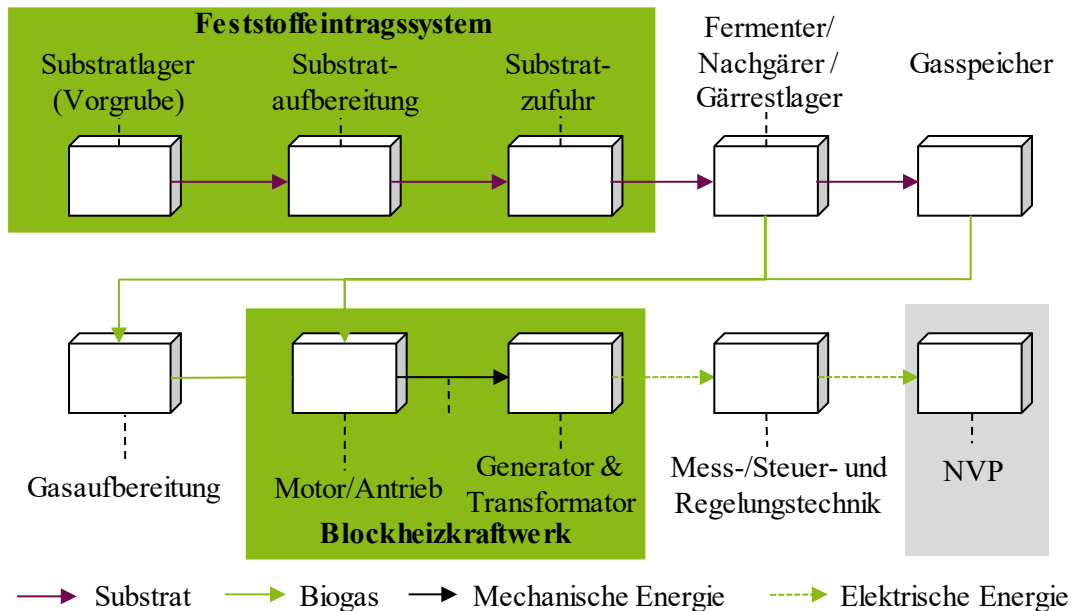 Feststoffeintragssystem
Substratlager
(Vorgrube)
Substrat-
aufbereitung
Substrat-
zufuhr
Fermenter/
Nachgärer /
Gärrestlager
Gasspeicher
Gasaufbereitung
Motor/Antrieb
Generator &
Transformator
Blockheizkraftwerk
Mess-/Steuer- und
Regelungstechnik
NVP
Substrat
Biogas
Mechanische Energie
Elektrische Energie